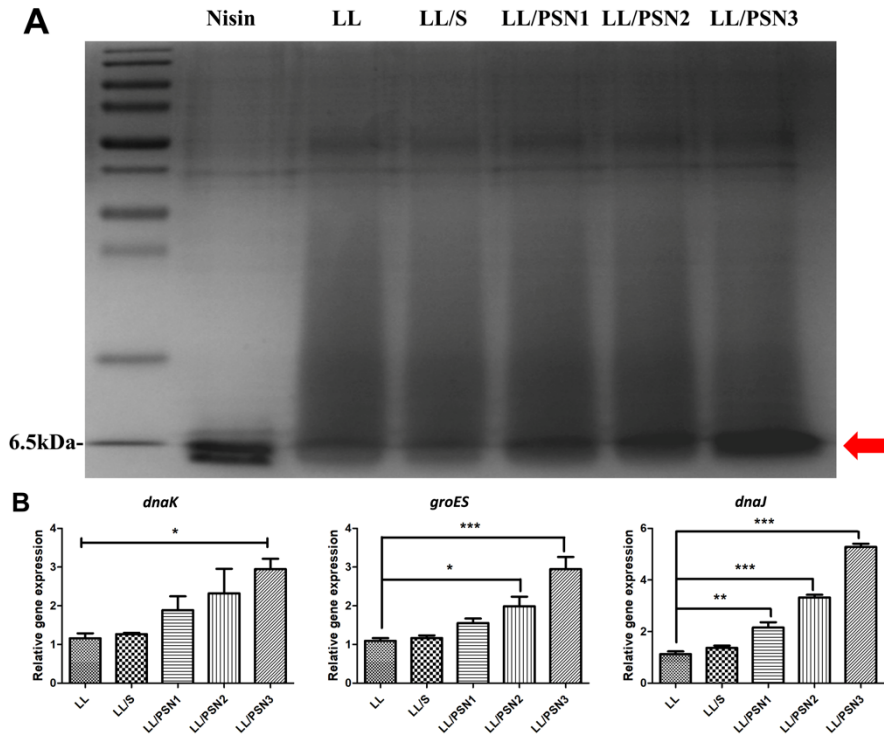 A
Nisin LL LL/S LL/PSN1 LL/PSN2 LL/PSN3
6.5kDa-
B
dnaK
*
Relative gene expression
4
3
2
1
0
LL LL/S LL/PSN1 LL/PSN2 LL/PSN3
groES
***
*
Relative gene expression
4
3
2
1
0
LL LL/S LL/PSN1 LL/PSN2 LL/PSN3
dnaJ
***
***
**
Relative gene expression
6
4
2
0
LL LL/S LL/PSN1 LL/PSN2 LL/PSN3